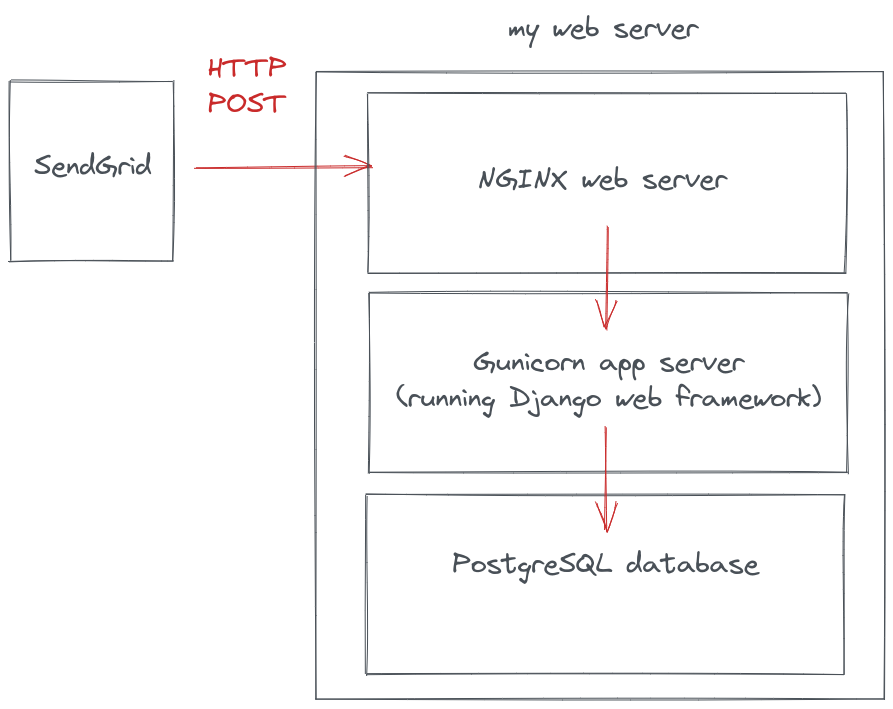 my web server
HTTP
POST
SendGrid
NGINX web server
Gunicorn app server
(running Django web framework)
PostgreSQL database